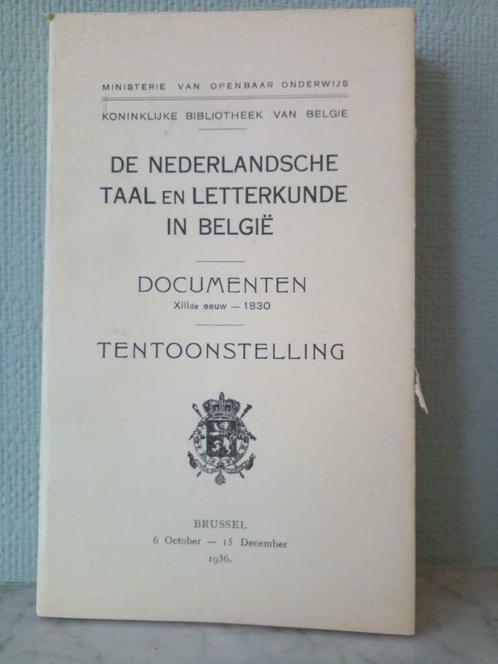 MINISTERIE VAN OPENBAAR ONDERWIJS
KONINKLIJKE BIBLIOTHEEK VAN BELGIE
DE NEDERLANDSCHE
TAAL EN LETTERKUNDE
IN BELGIË
DOCUMENTEN
XIIIde eeuw — 1830
TENTOONSTELLING
BRUSSEL
6 October — 15 December
1936.